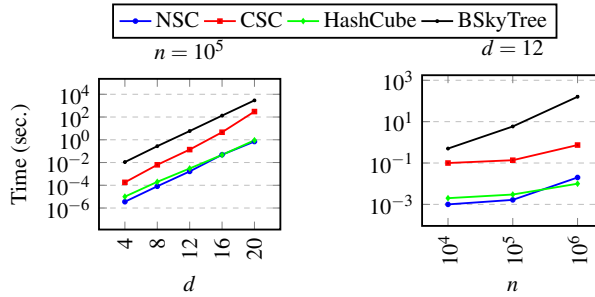 NSC CSC HashCube BSkyTree
n = 10^5
d = 12
Time (sec.)
10^4
10^2
10^0
10^−2
10^−4
10^−6
4 8 12 16 20
d
10^3
10^1
10^−1
10^−3
10^4 10^5 10^6
n